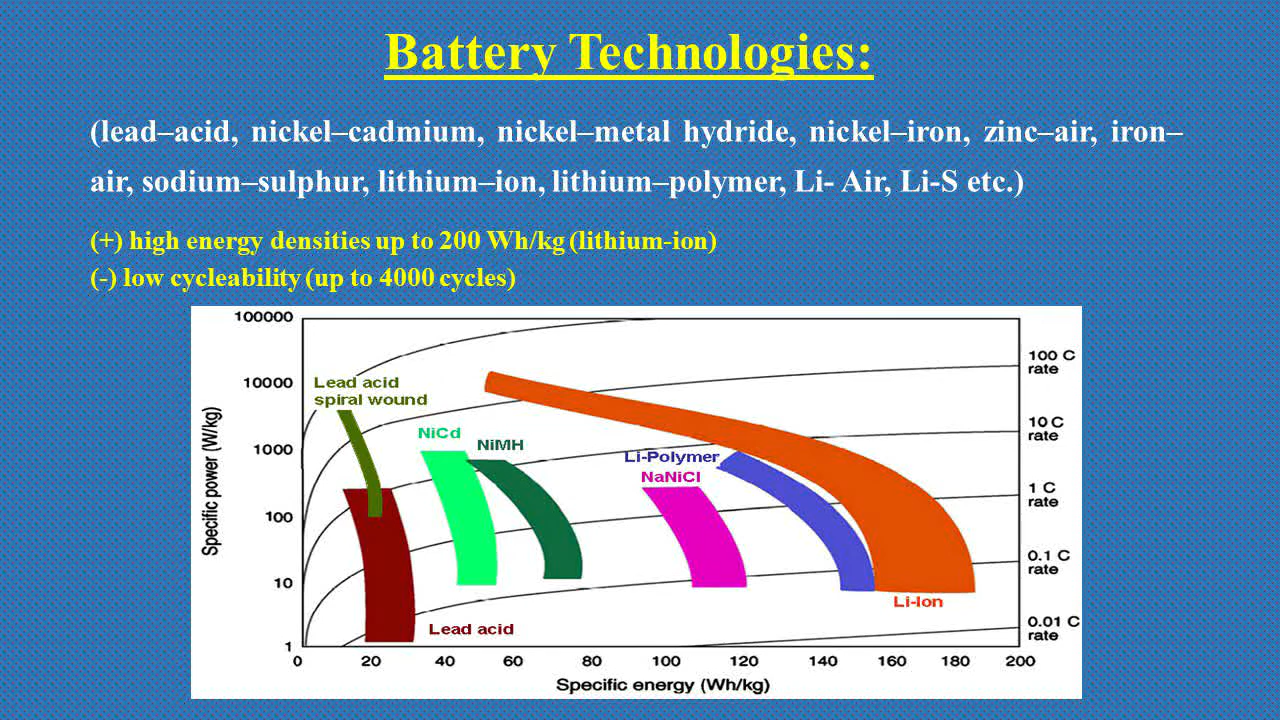 Battery Technologies:
(lead–acid, nickel–cadmium, nickel–metal hydride, nickel–iron, zinc–air, iron–
air, sodium–sulphur, lithium–ion, lithium–polymer, Li- Air, Li-S etc.)
(+) high energy densities up to 200 Wh/kg (lithium-ion)
(-) low cycleability (up to 4000 cycles)
100000
10000
1000
100
10
1
Specific power (W/kg)
Lead acid
spiral wound
NiCd
NiMH
Li-Polymer
NaNiCl
Li-Ion
Lead acid
100 C
rate
10 C
rate
1 C
rate
0.1 C
rate
0.01 C
rate
0 20 40 60 80 100 120 140 160 180 200
Specific energy (Wh/kg)